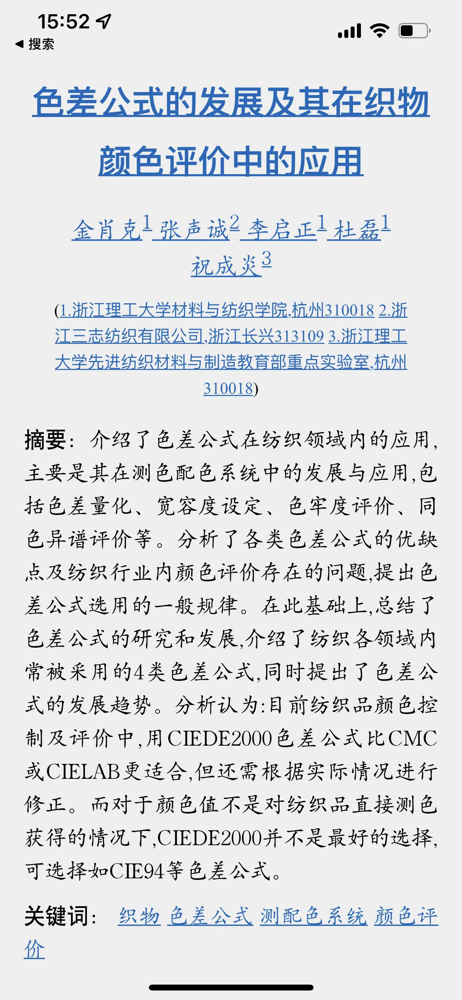 15:52
搜索
色差公式的发展及其在织物
颜色评价中的应用
金肖克1 张声诚2 李启正1 杜磊1
祝成炎3
(1.浙江理工大学材料与纺织学院,杭州310018 2.浙
江三志纺织有限公司,浙江长兴313109 3.浙江理工
大学先进纺织材料与制造教育部重点实验室,杭州
310018)
摘要：介绍了色差公式在纺织领域内的应用,
主要是其在测色配色系统中的发展与应用,包
括色差量化、宽容度设定、色牢度评价、同
色异谱评价等。分析了各类色差公式的优缺
点及纺织行业内颜色评价存在的问题,提出色
差公式选用的一般规律。在此基础上,总结了
色差公式的研究和发展,介绍了纺织各领域内
常被采用的4类色差公式,同时提出了色差公
式的发展趋势。分析认为:目前纺织品颜色控
制及评价中,用CIEDE2000色差公式比CMC
或CIELAB更适合,但还需根据实际情况进行
修正。而对于颜色值不是对纺织品直接测色
获得的情况下,CIEDE2000并不是最好的选择,
可选择如CIE94等色差公式。
关键词： 织物 色差公式 测配色系统 颜色评
价